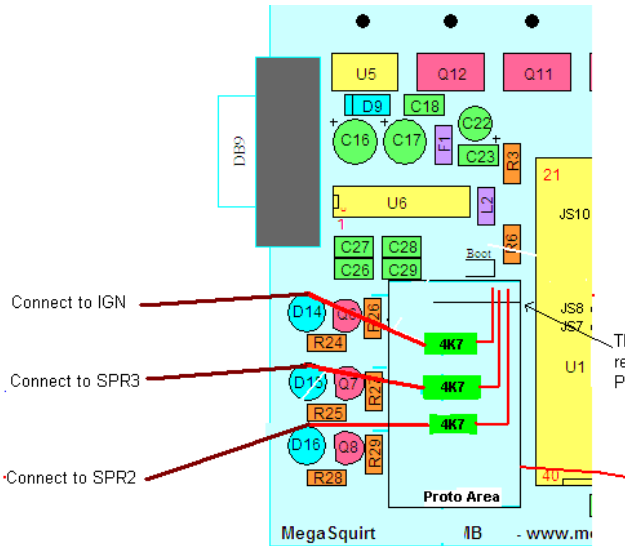 U5
Q12
Q11
D9
C18
C16
C17
F1
C22
C23
R3
DB9
21
U6
L2
JS10
1
C27
C28
R6
C26
C29
Boot
Connect to IGN
D14
Q6
R26
JS8
JS7
R24
4K7
Connect to SPR3
Q7
U1
4K7
R25
4K7
D16
Q8
R29
Connect to SPR2
R28
40
Proto Area
MegaSquirt
- www.m